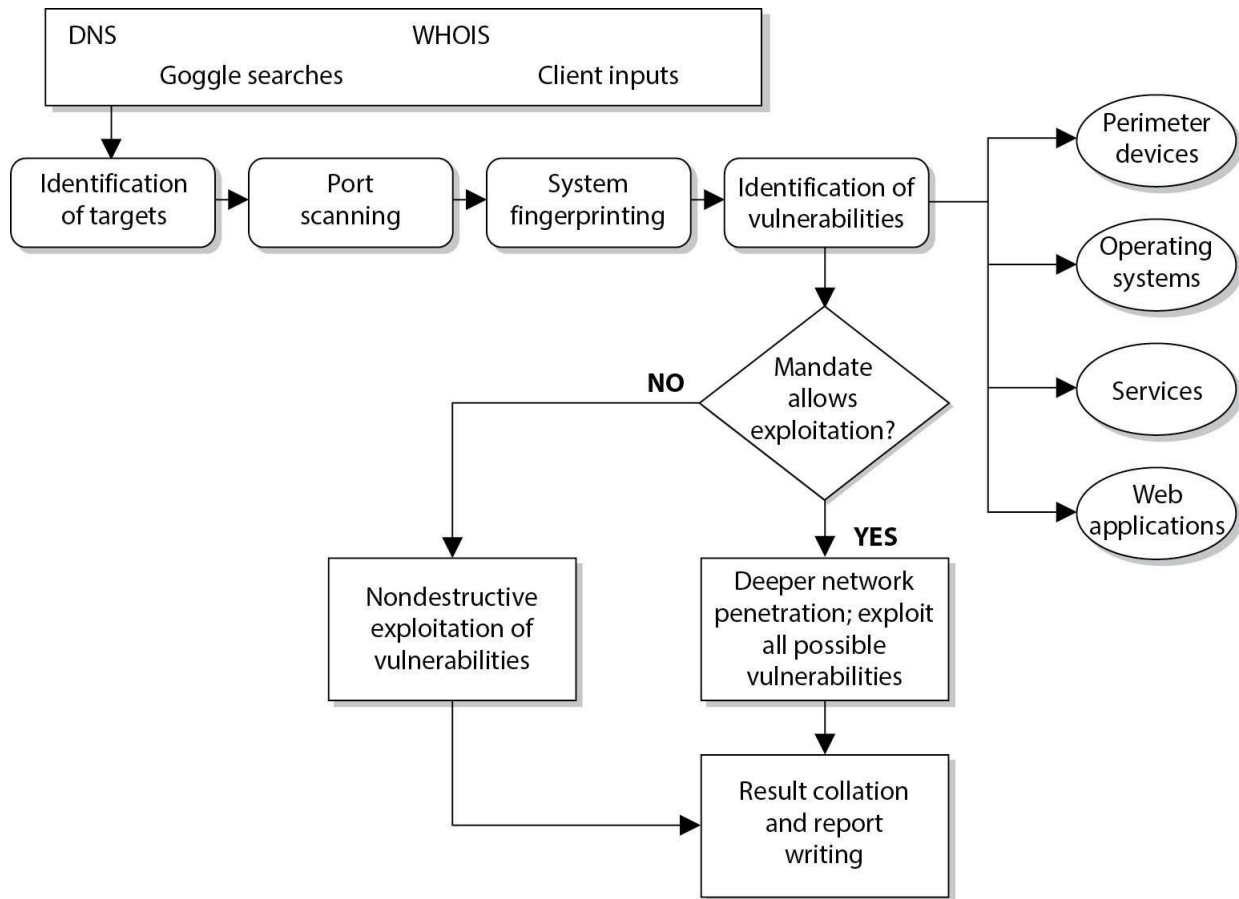 DNS WHOIS
Goggle searches Client inputs
Identification
of targets
Port
scanning
System
fingerprinting
Identification of
vulnerabilities
Perimeter
devices
Operating
systems
Services
Web
applications
Mandate
allows
exploitation?
NO
YES
Nondestructive
exploitation of
vulnerabilities
Deeper network
penetration; exploit
all possible
vulnerabilities
Result collation
and report
writing